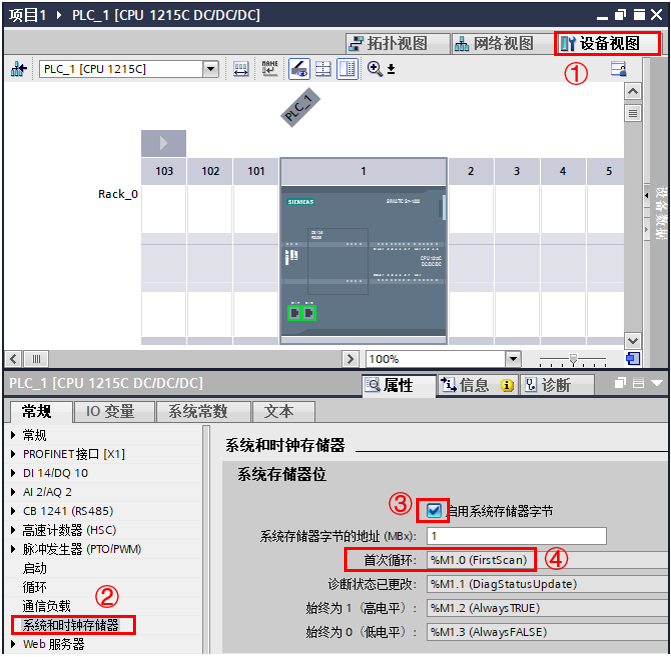 项目1 ▸ PLC_1 [CPU 1215C DC/DC/DC]
拓扑视图 网络视图 设备视图
①
PLC_1 [CPU 1215C]
PLC_1
103 102 101 1 2 3 4 5
Rack_0
SIEMENS
CPU 1215C
DC/DC/DC
设备数据
100%
PLC_1 [CPU 1215C DC/DC/DC]
属性 信息 诊断
常规 IO 变量 系统常数 文本
常规
PROFINET接口 [X1]
DI 14/DQ 10
AI 2/AQ 2
CB 1241 (RS485)
高速计数器 (HSC)
脉冲发生器 (PTO/PWM)
启动
循环
通信负载
②
系统和时钟存储器
Web 服务器
系统和时钟存储器
系统存储器位
③ 启用系统存储器字节
系统存储器字节的地址 (MBx): 1
首次循环: %M1.0 (FirstScan) ④
诊断状态已更改: %M1.1 (DiagStatusUpdate)
始终为 1（高电平）: %M1.2 (AlwaysTRUE)
始终为 0（低电平）: %M1.3 (AlwaysFALSE)